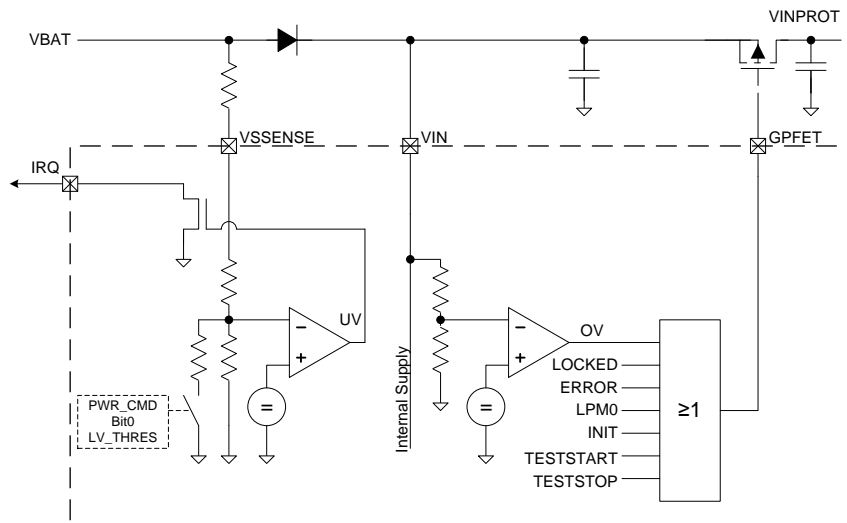 VBAT
VINPROT
VSSENSE
VIN
GPFET
IRQ
UV
OV
−
+
−
+
=
=
LOCKED
ERROR
LPM0
INIT
TESTSTART
TESTSTOP
≥1
PWR_CMD
Bit0
LV_THRES
Internal Supply